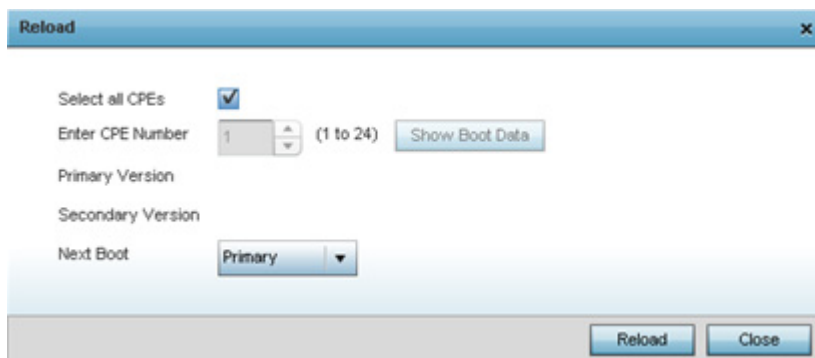 Reload
Select all CPEs
Enter CPE Number 1 (1 to 24) Show Boot Data
Primary Version
Secondary Version
Next Boot Primary
Reload Close